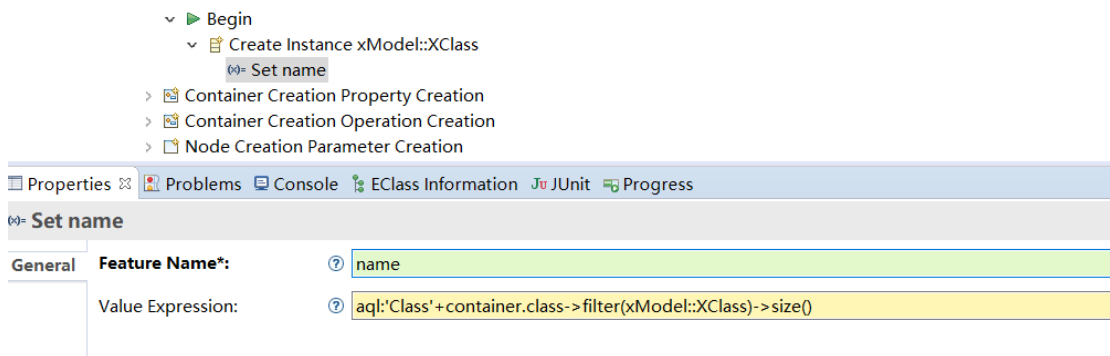 Begin
Create Instance xModel::XClass
(x)= Set name
Container Creation Property Creation
Container Creation Operation Creation
Node Creation Parameter Creation
Properties Problems Console EClass Information Ju JUnit Progress
(x)= Set name
General Feature Name*: ? name
Value Expression: ? aql:'Class'+container.class->filter(xModel::XClass)->size()